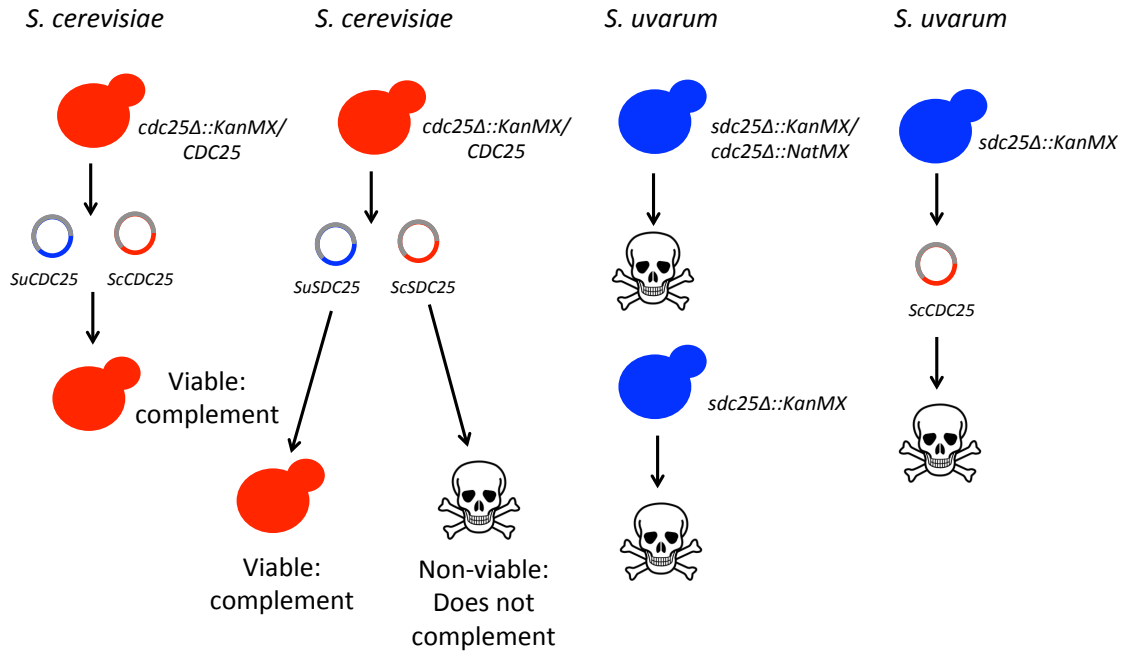 S. cerevisiae
S. cerevisiae
S. uvarum
S. uvarum
cdc25Δ::KanMX/
CDC25
cdc25Δ::KanMX/
CDC25
sdc25Δ::KanMX/
cdc25Δ::NatMX
sdc25Δ::KanMX
SuCDC25
ScCDC25
SuSDC25
ScSDC25
ScCDC25
Viable:
complement
sdc25Δ::KanMX
Viable:
complement
Non-viable:
Does not
complement